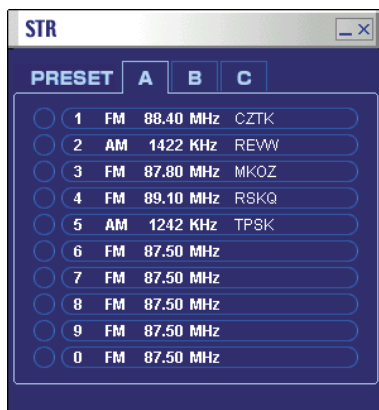 STR
PRESET A B C
1 FM 88.40 MHz CZTK
2 AM 1422 KHz REVW
3 FM 87.80 MHz MKOZ
4 FM 89.10 MHz RSKQ
5 AM 1242 KHz TPSK
6 FM 87.50 MHz
7 FM 87.50 MHz
8 FM 87.50 MHz
9 FM 87.50 MHz
0 FM 87.50 MHz